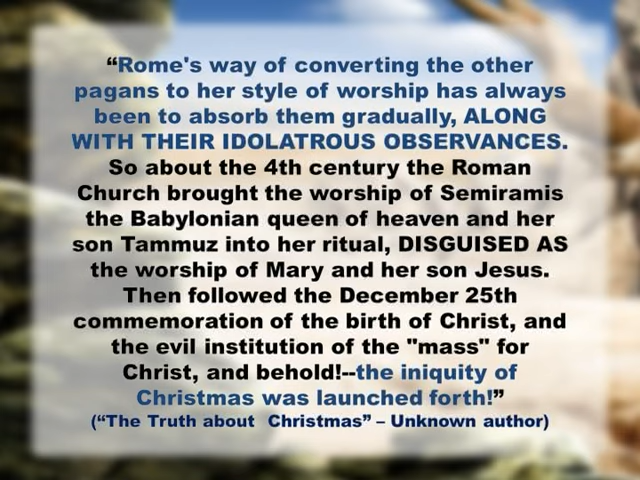 “Rome's way of converting the other
pagans to her style of worship has always
been to absorb them gradually, ALONG
WITH THEIR IDOLATROUS OBSERVANCES.
So about the 4th century the Roman
Church brought the worship of Semiramis
the Babylonian queen of heaven and her
son Tammuz into her ritual, DISGUISED AS
the worship of Mary and her son Jesus.
Then followed the December 25th
commemoration of the birth of Christ, and
the evil institution of the "mass" for
Christ, and behold!--the iniquity of
Christmas was launched forth!”
(“The Truth about  Christmas” – Unknown author)